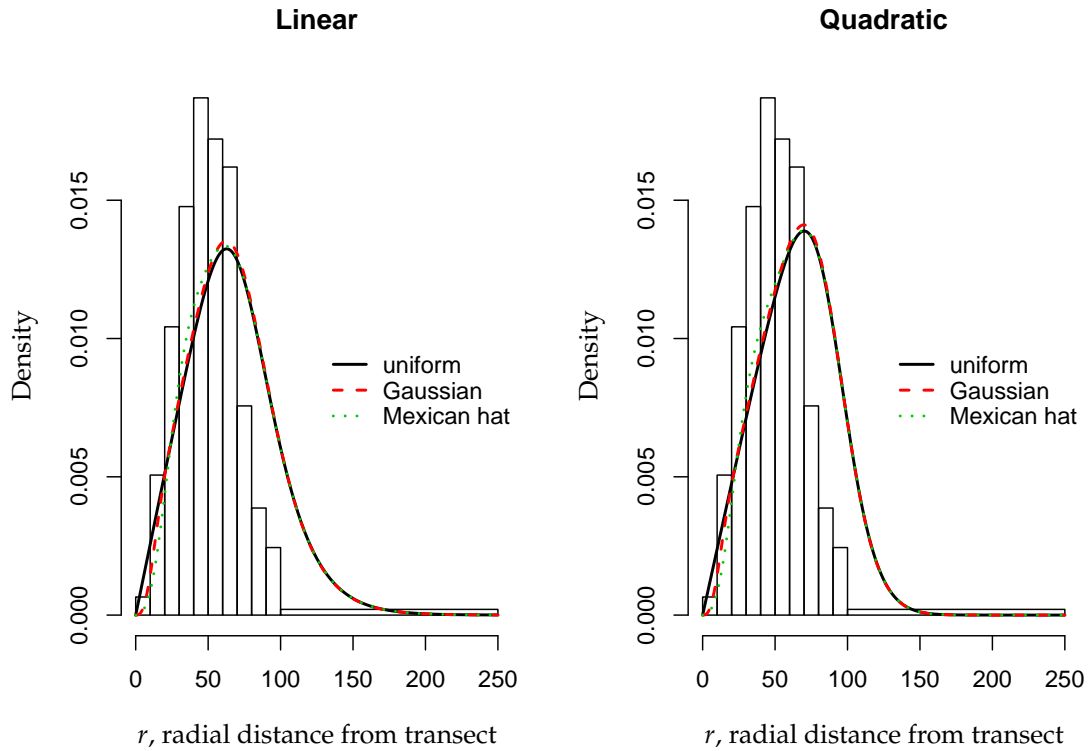 Linear
Density
0.015
0.010
0.005
0.000
uniform
Gaussian
Mexican hat
0 50 100 150 200 250
r, radial distance from transect
Quadratic
Density
0.015
0.010
0.005
0.000
uniform
Gaussian
Mexican hat
0 50 100 150 200 250
r, radial distance from transect